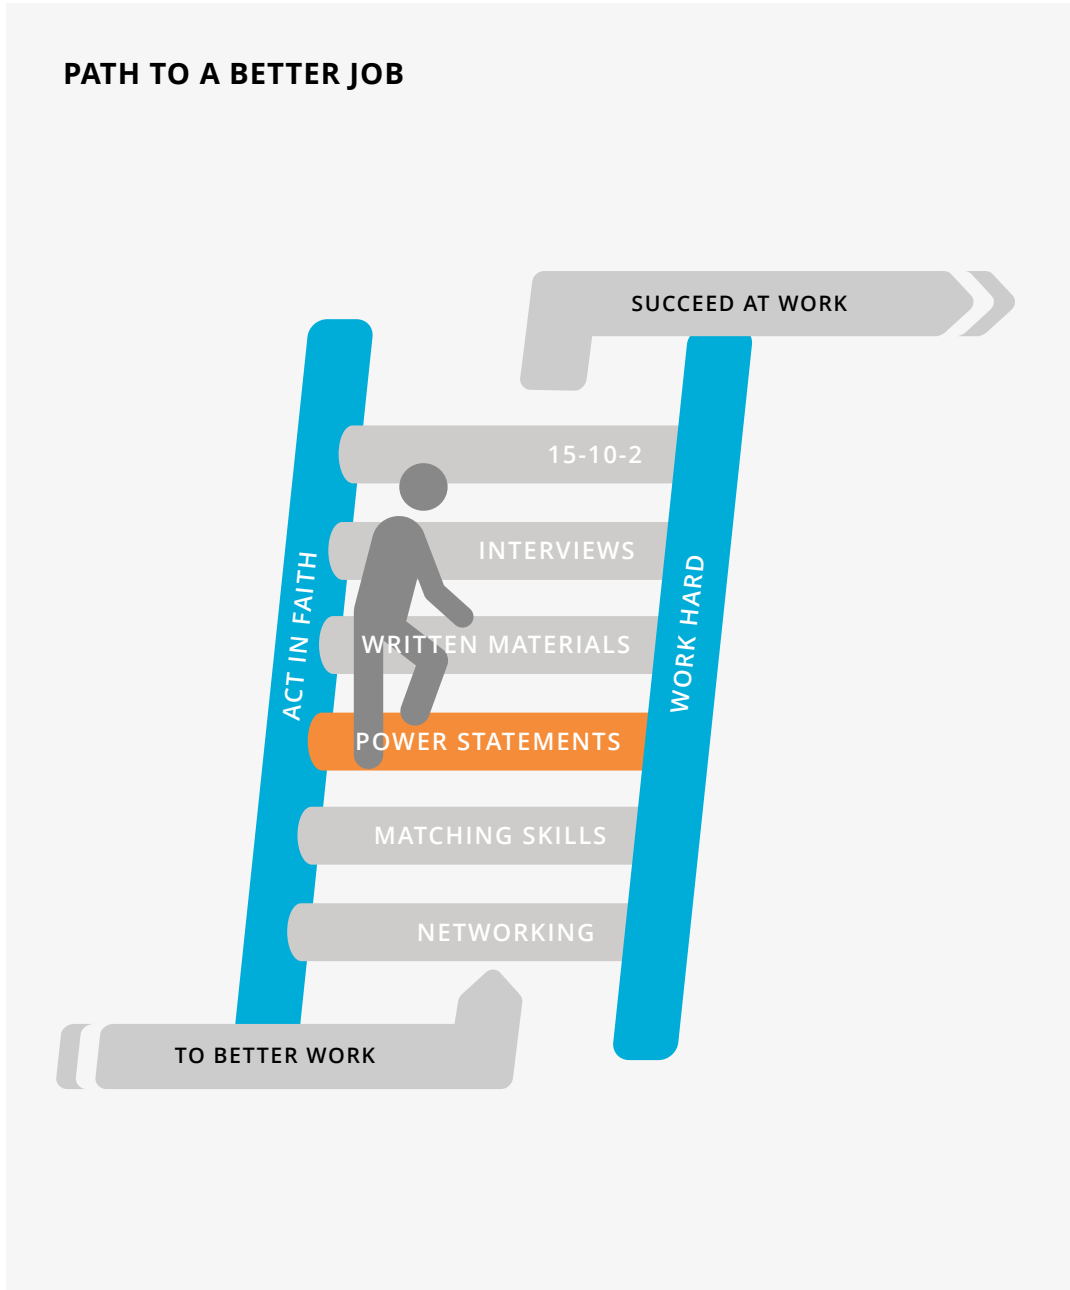 PATH TO A BETTER JOB
SUCCEED AT WORK
15-10-2
INTERVIEWS
ACT IN FAITH
WORK HARD
WRITTEN MATERIALS
POWER STATEMENTS
MATCHING SKILLS
NETWORKING
TO BETTER WORK